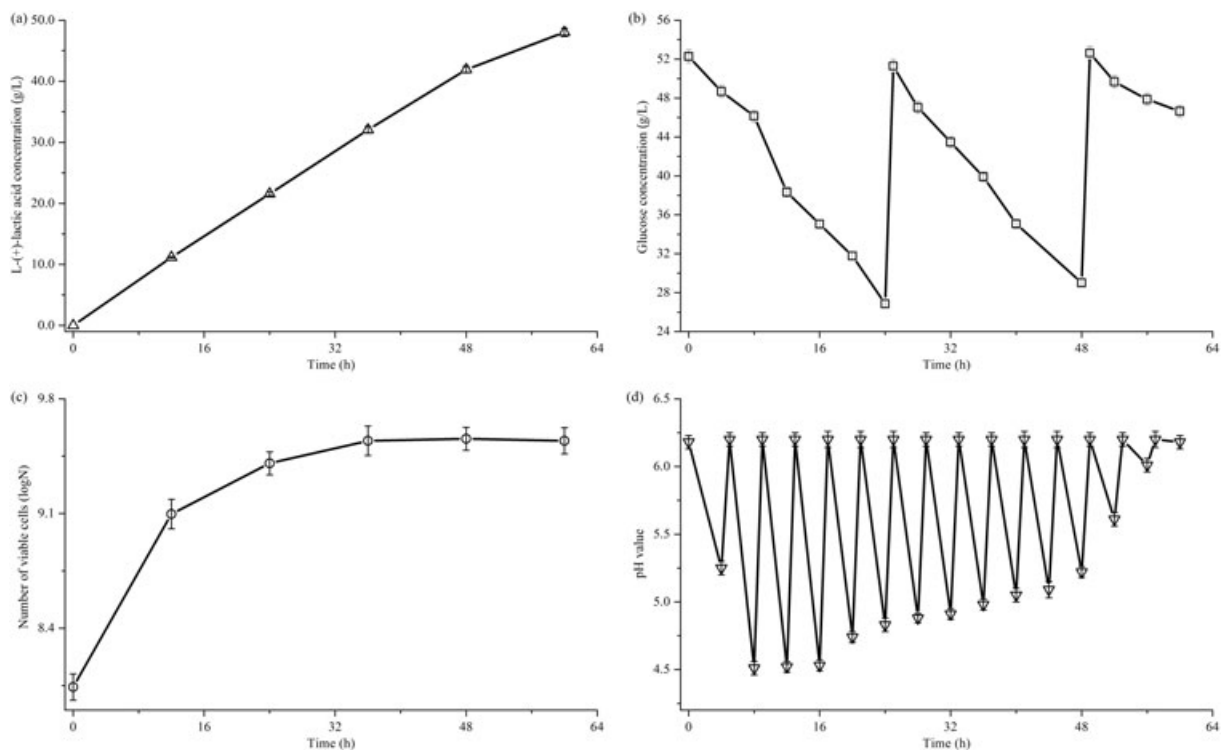 (a)
50.0
40.0
30.0
20.0
10.0
0.0
L-(+)-lactic acid concentration (g/L)
0 16 32 48 64
Time (h)
(b)
56
52
48
44
40
36
32
28
24
Glucose concentration (g/L)
0 16 32 48 64
Time (h)
(c)
9.8
9.1
8.4
Number of viable cells (logN)
0 16 32 48 64
Time (h)
(d)
6.5
6.0
5.5
5.0
4.5
pH value
0 16 32 48 64
Time (h)